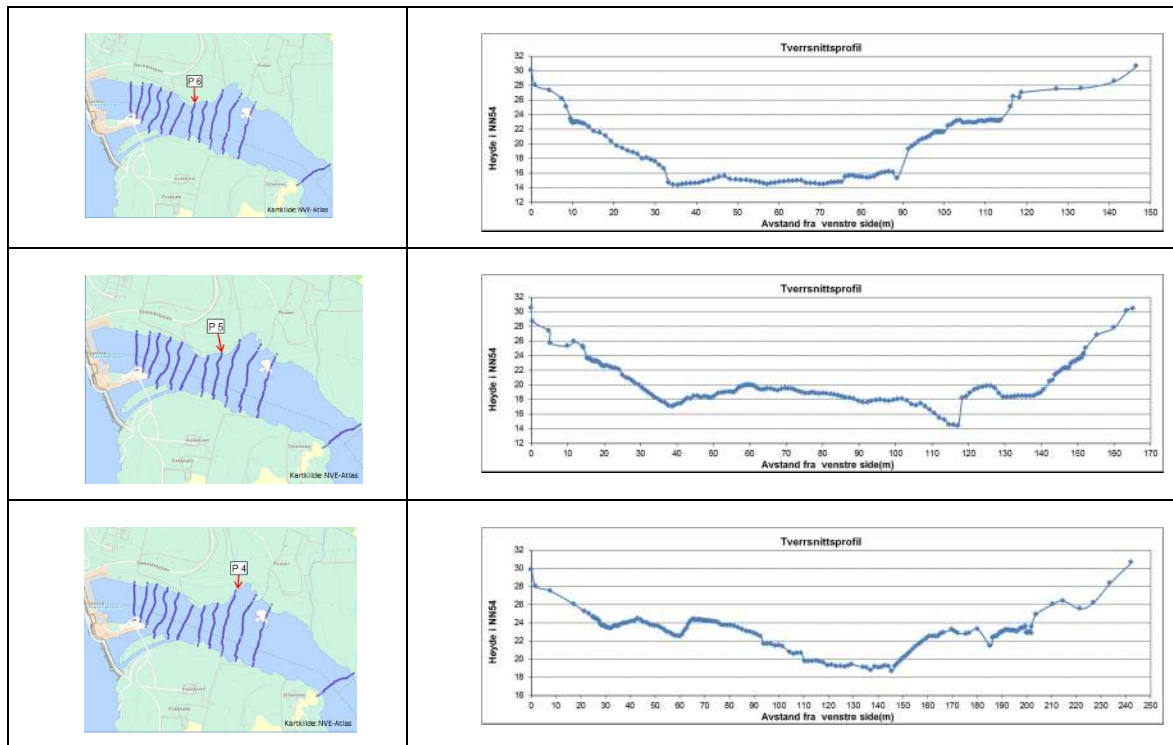 P 6
Kartkilde: NVE-Atlas
Tverrsnittsprofil
Høyde i NN54
32
30
28
26
24
22
20
18
16
14
12
0 10 20 30 40 50 60 70 80 90 100 110 120 130 140 150
Avstand fra venstre side(m)
P 5
Kartkilde: NVE-Atlas
Tverrsnittsprofil
Høyde i NN54
32
30
28
26
24
22
20
18
16
14
12
0 10 20 30 40 50 60 70 80 90 100 110 120 130 140 150 160 170
Avstand fra venstre side(m)
P 4
Kartkilde: NVE-Atlas
Tverrsnittsprofil
Høyde i NN54
32
30
28
26
24
22
20
18
16
0 10 20 30 40 50 60 70 80 90 100 110 120 130 140 150 160 170 180 190 200 210 220 230 240 250
Avstand fra venstre side(m)